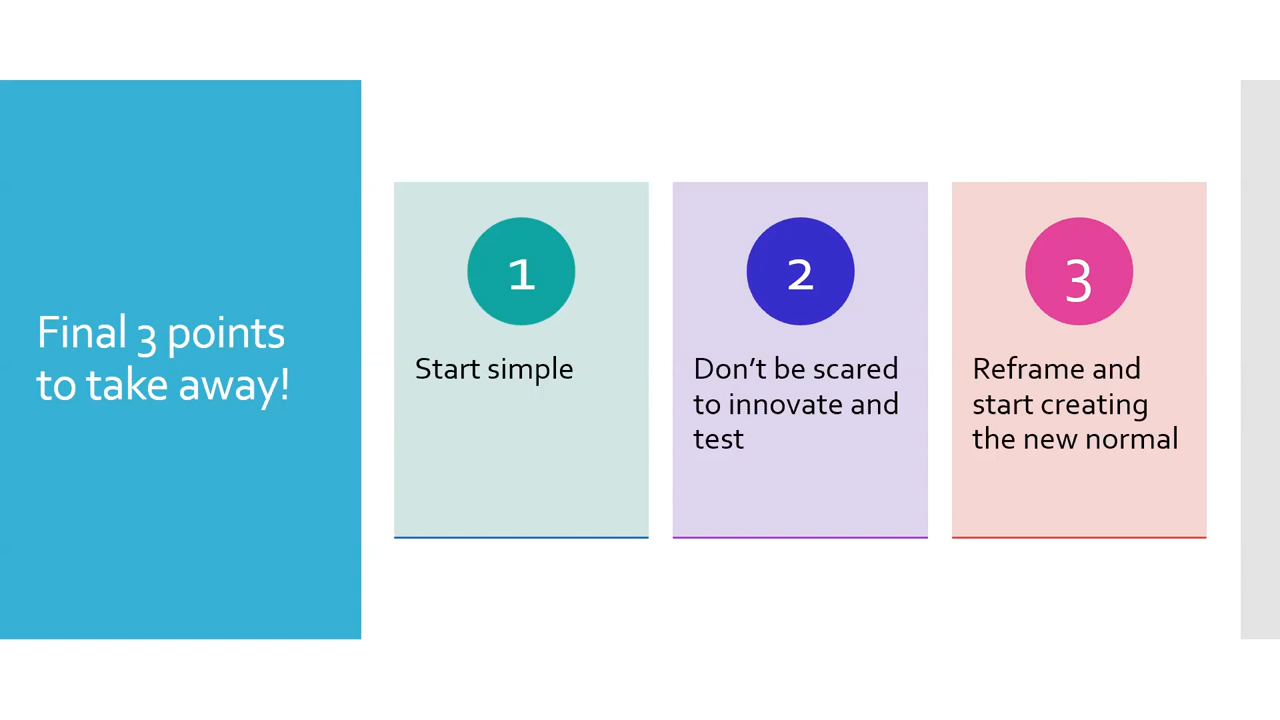 Final 3 points
to take away!
1
Start simple
2
Don’t be scared
to innovate and
test
3
Reframe and
start creating
the new normal